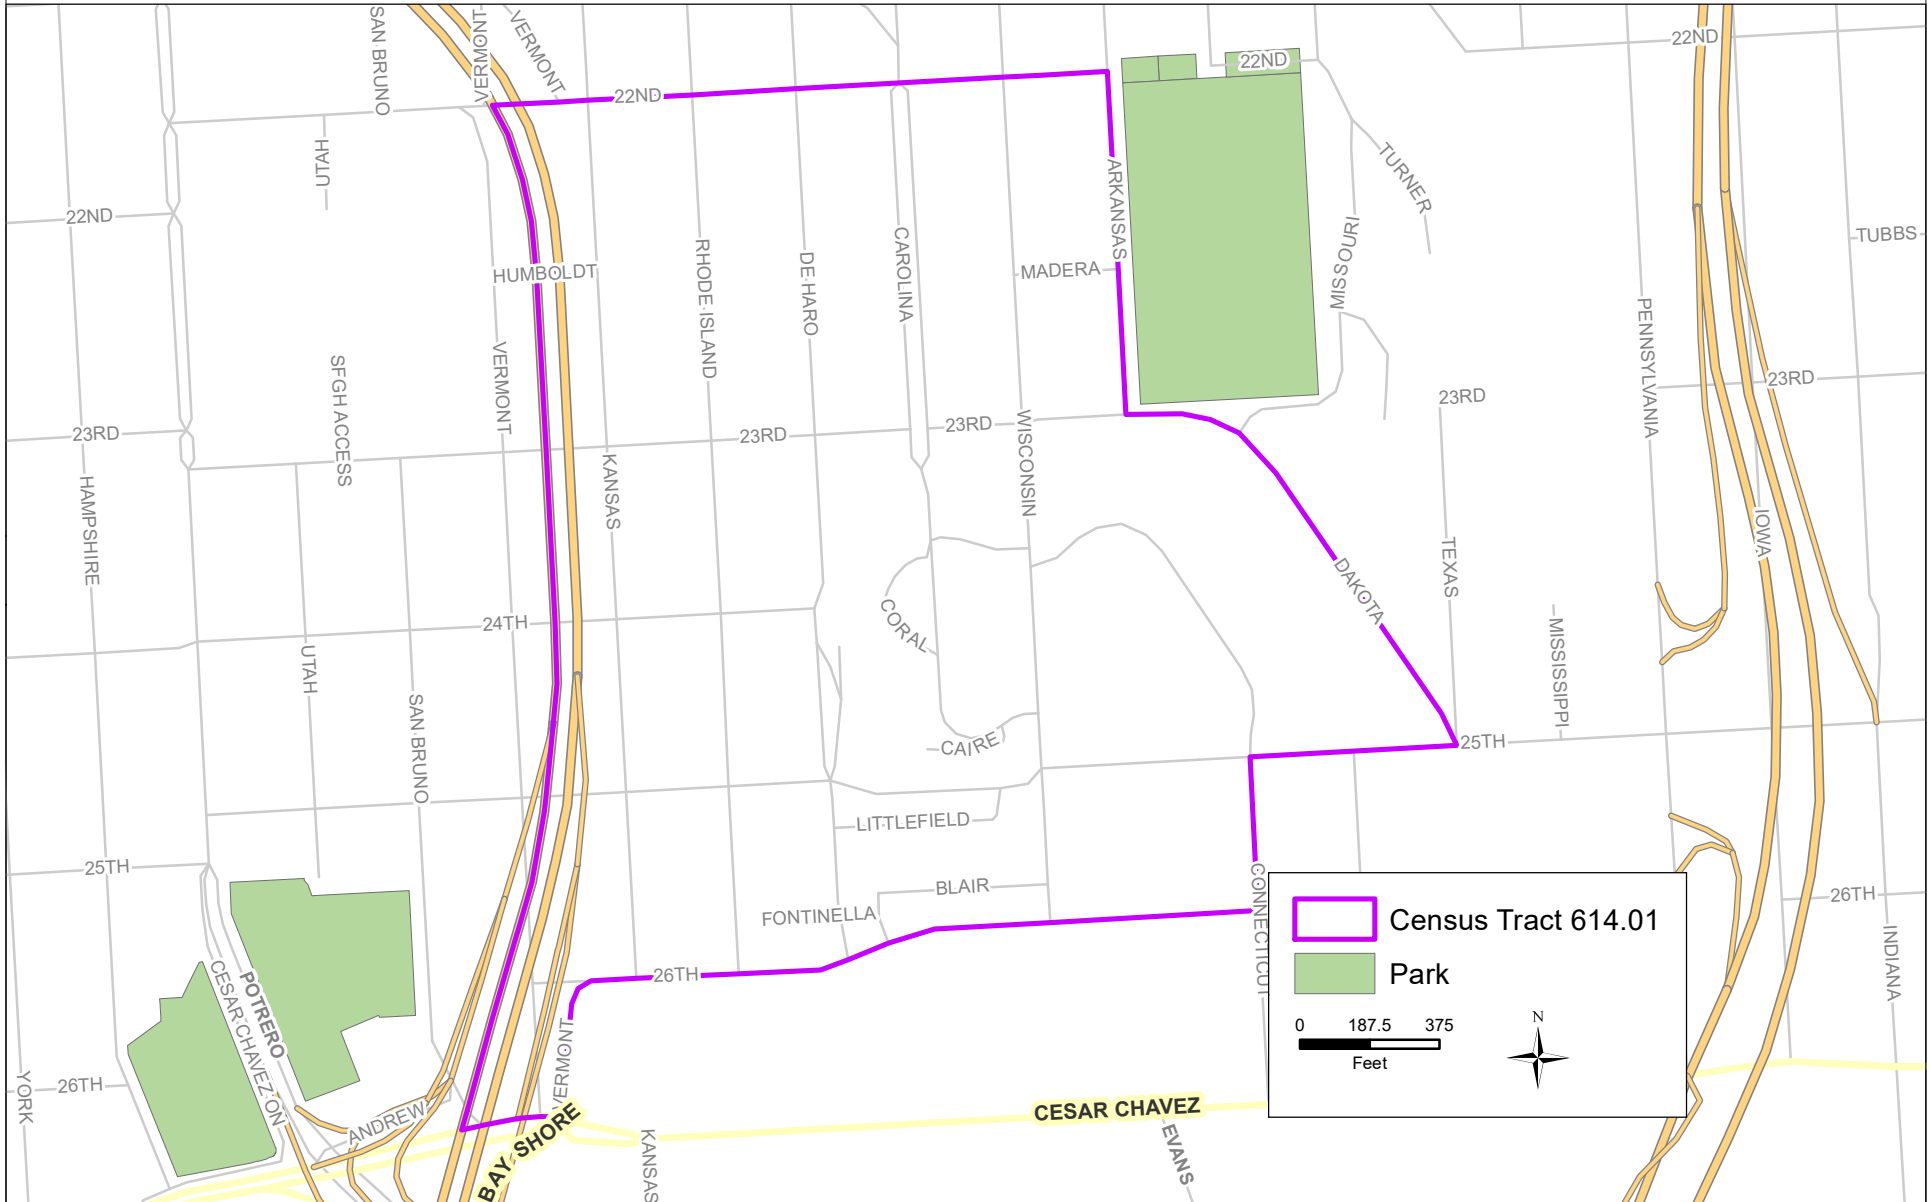 SAN BRUNO
VERMONT
VERMONT
22ND
22ND
22ND
UTAH
ARKANSAS
TURNER
22ND
MISSOURI
CAROLINA
TUBBS
RHODE ISLAND
DE HARO
HUMBOLDT
MADERA
PENNSYLVANIA
VERMONT
SFGH ACCESS
23RD
23RD
23RD
23RD
23RD
WISCONSIN
KANSAS
HAMPSHIRE
IOWA
TEXAS
DAKOTA
24TH
CORAL
UTAH
MISSISSIPPI
SAN BRUNO
CAIRE
25TH
LITTLEFIELD
25TH
BLAIR
FONTINELLA
CONNECTICUT
26TH
INDIANA
26TH
POTRERO
CESAR CHAVEZ ON
VERMONT
YORK
26TH
ANDREW
BAY SHORE
CESAR CHAVEZ
KANSAS
EVANS
Census Tract 614.01
Park
0 187.5 375
Feet
N